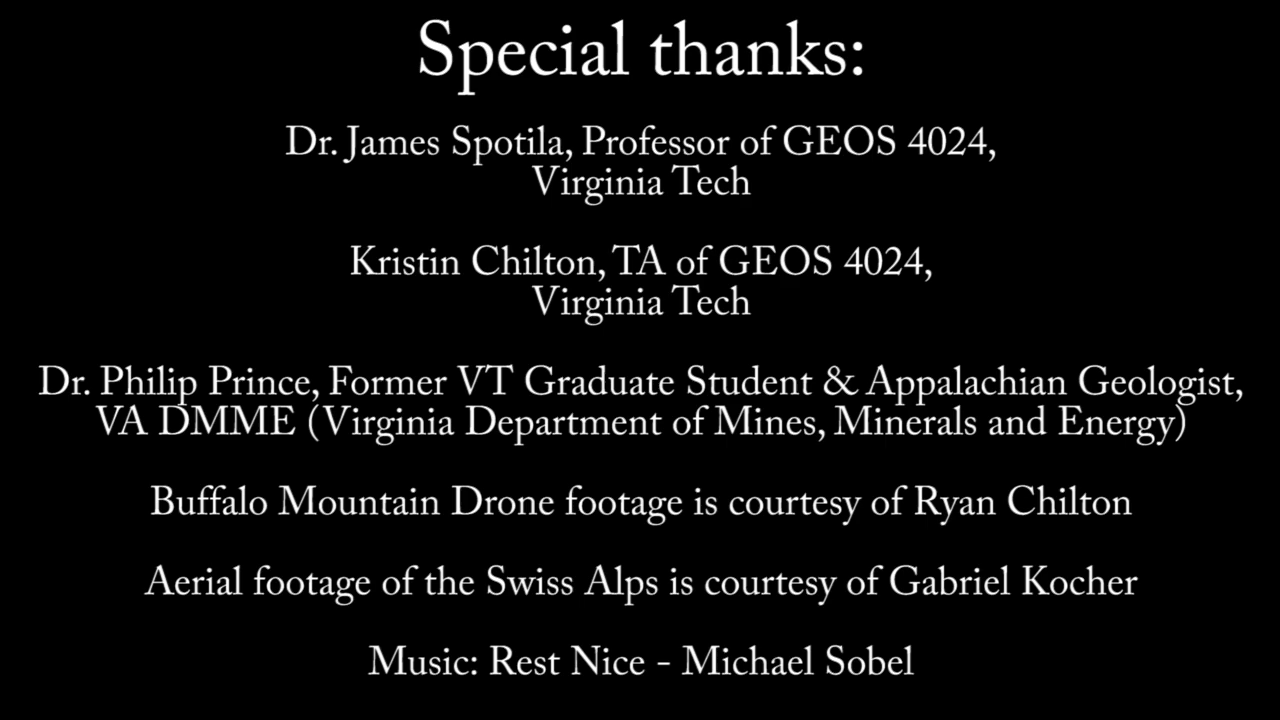 Special thanks:
Dr. James Spotila, Professor of GEOS 4024,
Virginia Tech
Kristin Chilton, TA of GEOS 4024,
Virginia Tech
Dr. Philip Prince, Former VT Graduate Student & Appalachian Geologist,
VA DMME (Virginia Department of Mines, Minerals and Energy)
Buffalo Mountain Drone footage is courtesy of Ryan Chilton
Aerial footage of the Swiss Alps is courtesy of Gabriel Kocher
Music: Rest Nice - Michael Sobel